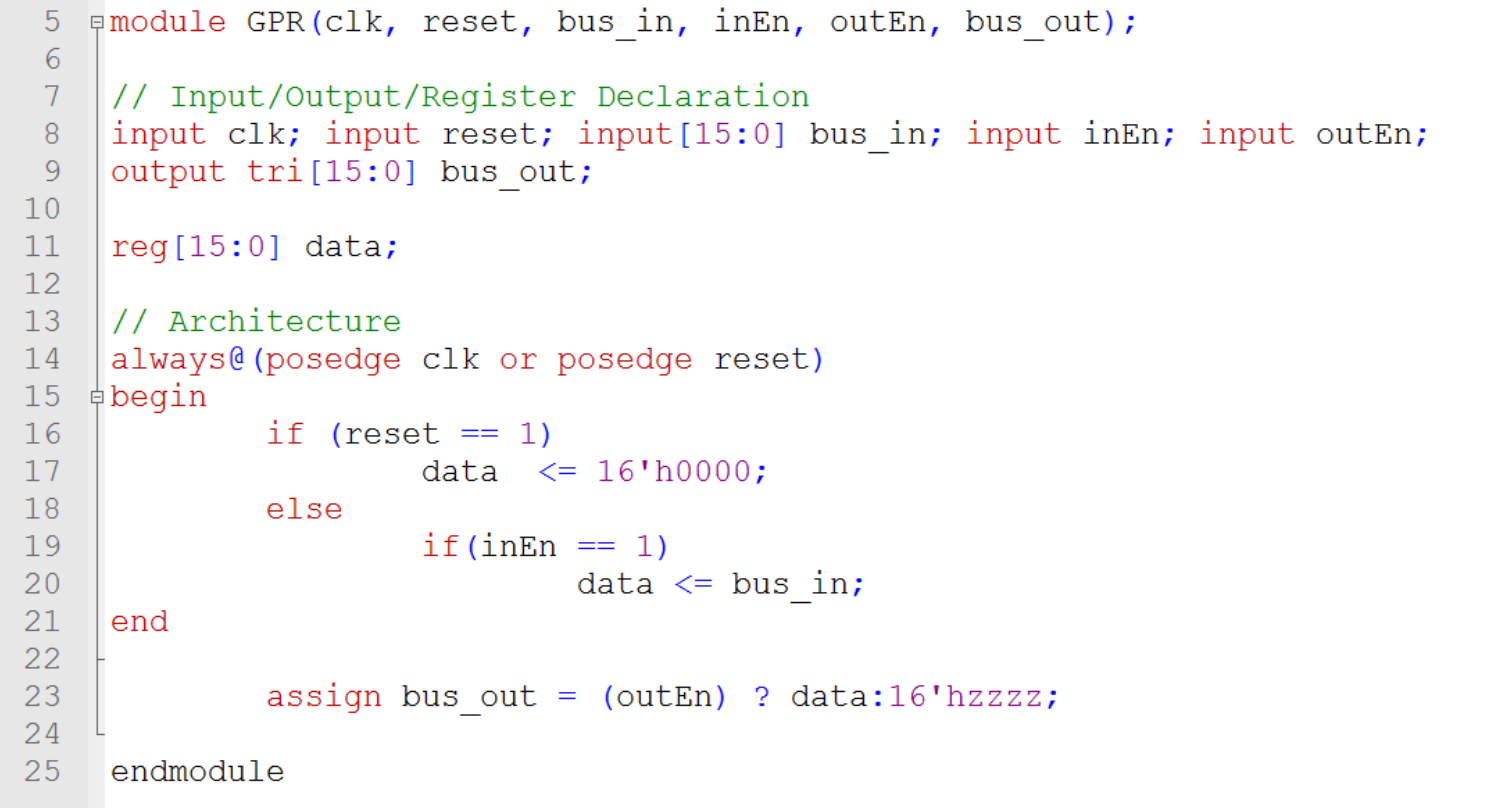 5 module GPR(clk, reset, bus_in, inEn, outEn, bus_out);
6
7 // Input/Output/Register Declaration
8 input clk; input reset; input[15:0] bus_in; input inEn; input outEn;
9 output tri[15:0] bus_out;
10
11 reg[15:0] data;
12
13 // Architecture
14 always@(posedge clk or posedge reset)
15 begin
16 if (reset == 1)
17 data <= 16'h0000;
18 else
19 if(inEn == 1)
20 data <= bus_in;
21 end
22
23 assign bus_out = (outEn) ? data:16'hzzzz;
24
25 endmodule